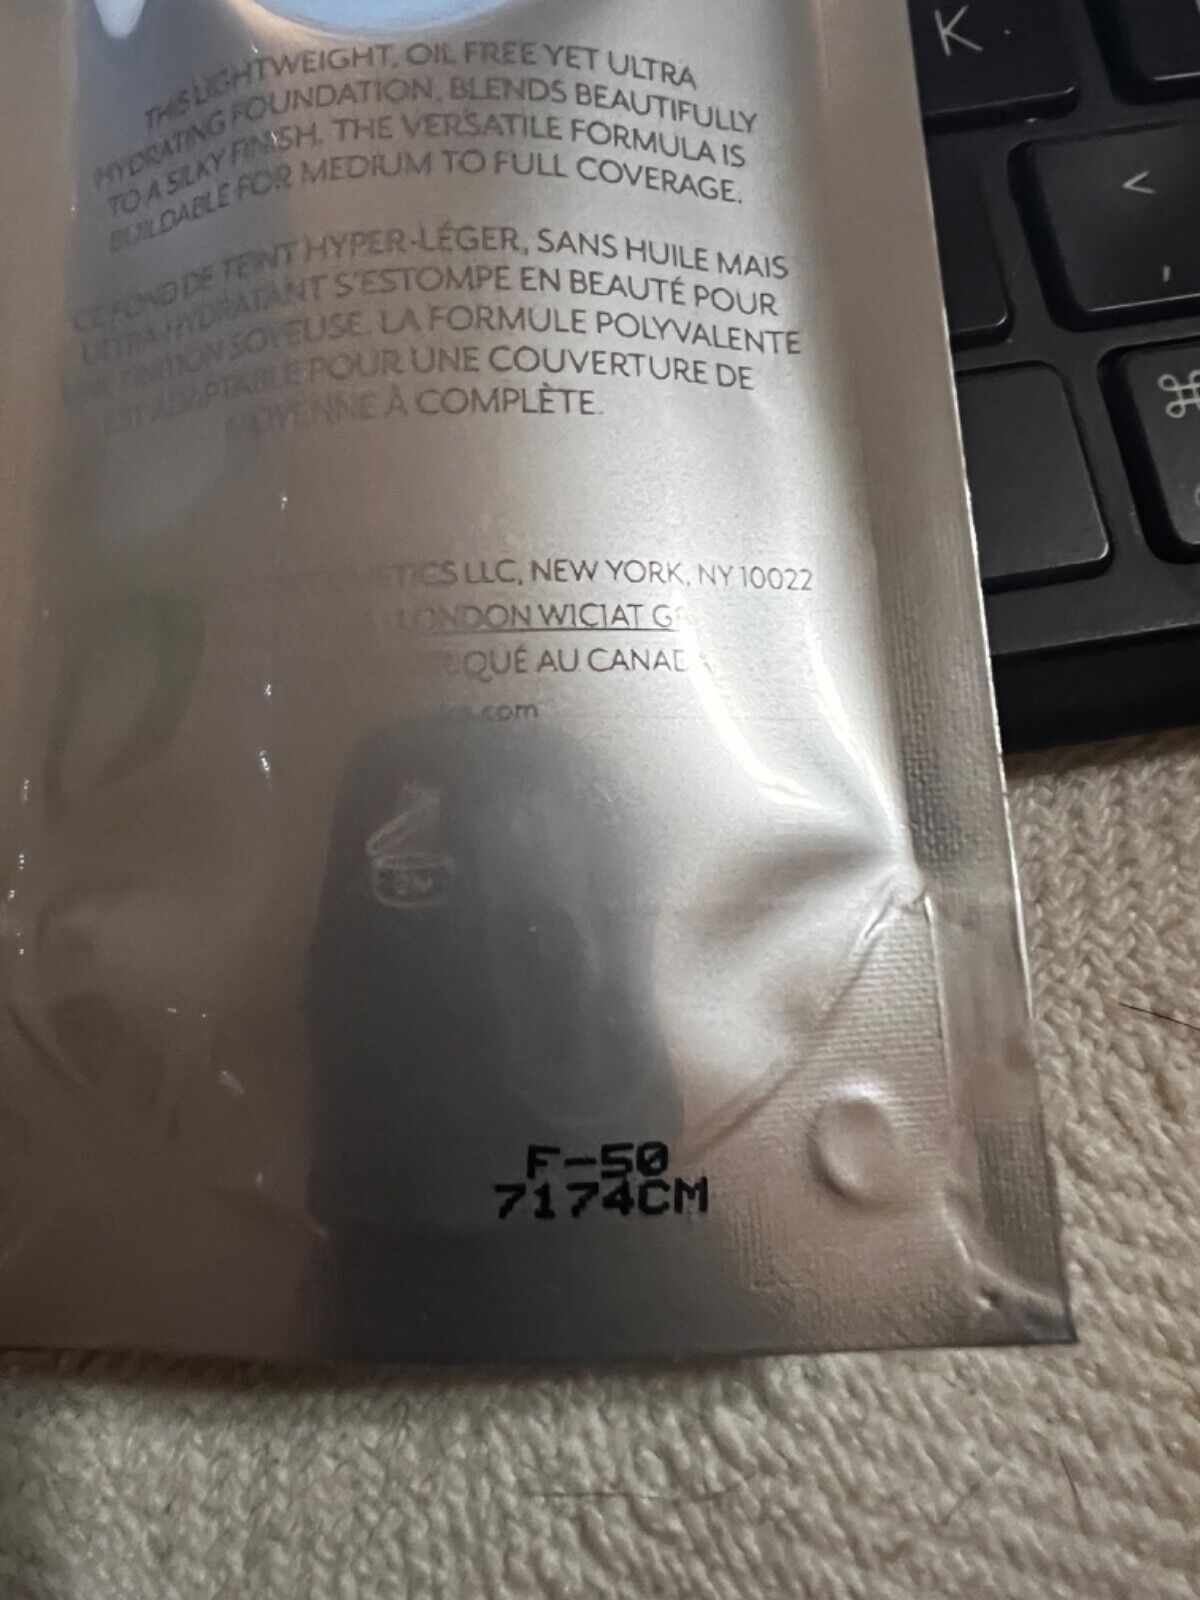 THIS LIGHTWEIGHT, OIL FREE YET ULTRA
HYDRATING FOUNDATION, BLENDS BEAUTIFULLY
TO A SILKY FINISH. THE VERSATILE FORMULA IS
BUILDABLE FOR MEDIUM TO FULL COVERAGE.
CE FOND DE TEINT HYPER-LÉGER, SANS HUILE MAIS
ULTRA-HYDRATANT S'ESTOMPE EN BEAUTÉ POUR
UNE FINITION SOYEUSE. LA FORMULE POLYVALENTE
EST ADAPTABLE POUR UNE COUVERTURE DE
MOYENNE À COMPLÈTE.
LLC, NEW YORK, NY 10022
LONDON WICIAT
AU
.com
F-50
7174CM
K
<
,
⌘